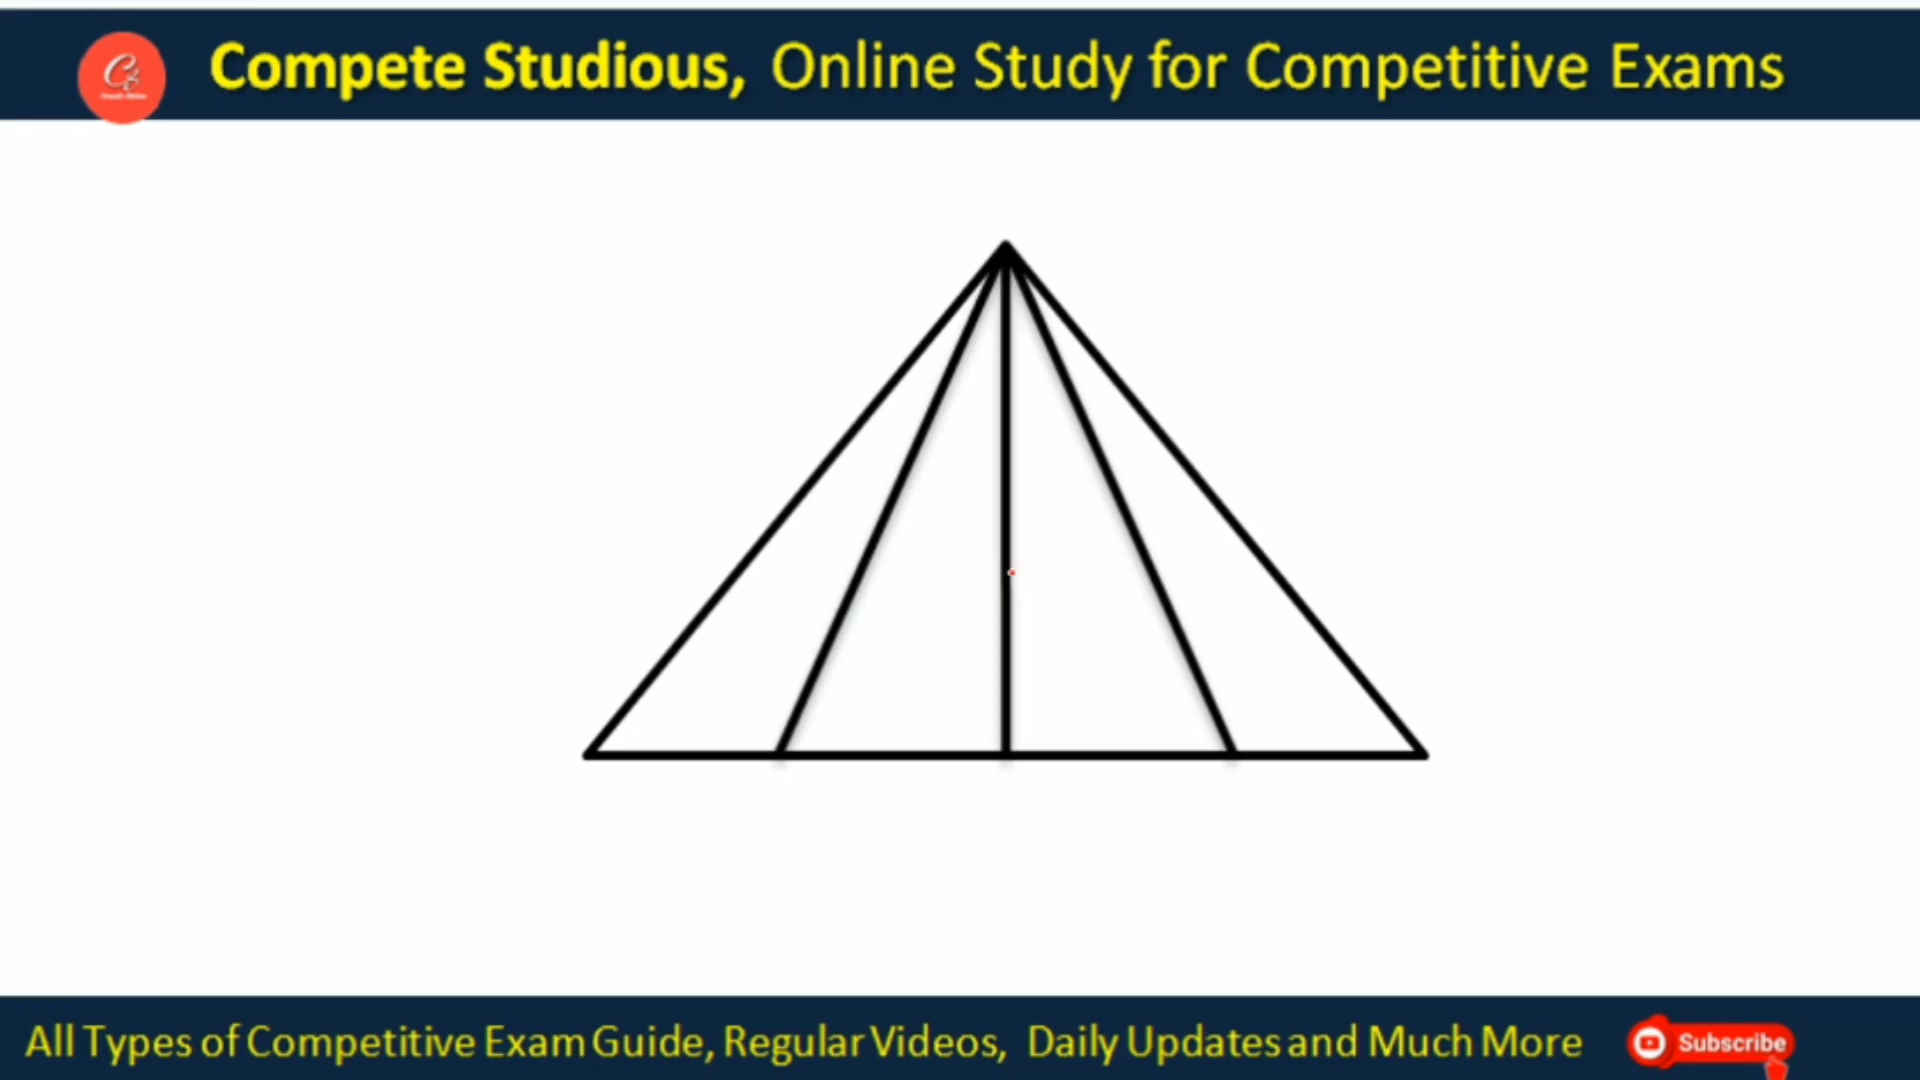 Compete Studious, Online Study for Competitive Exams
All Types of Competitive Exam Guide, Regular Videos, Daily Updates and Much More
Subscribe